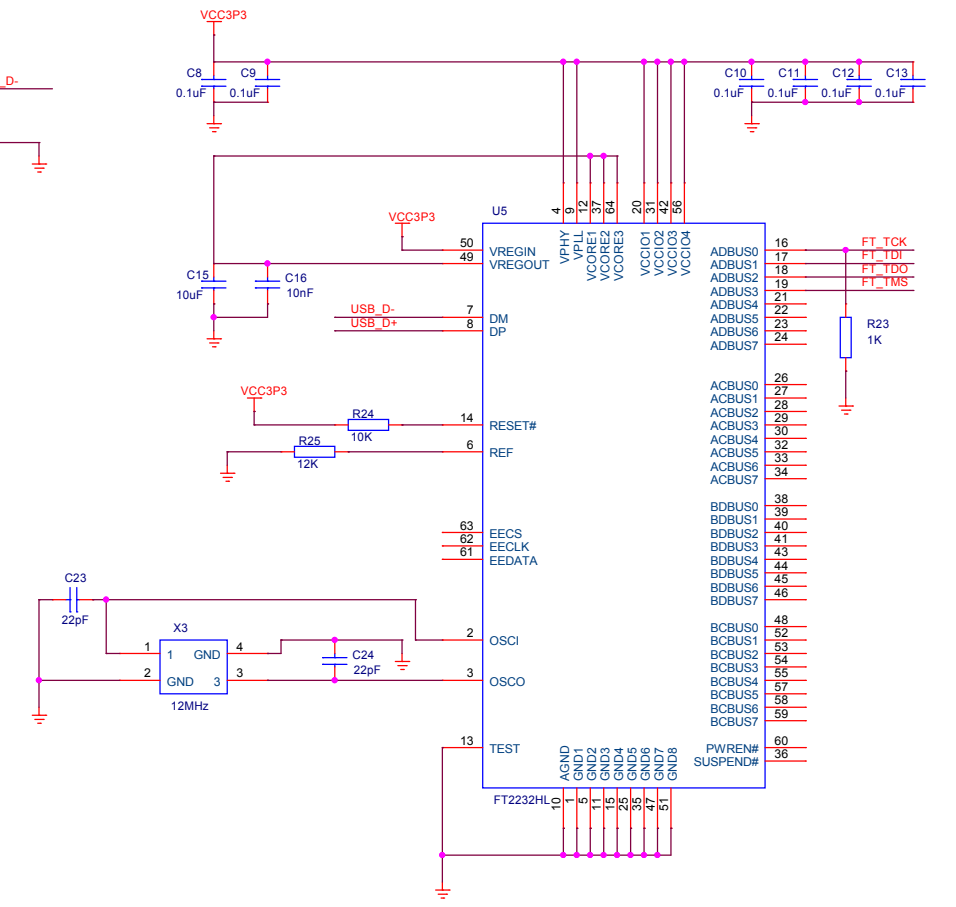 VCC3P3
_D-
C8
C9
C10
C11
C12
C13
0.1uF
0.1uF
0.1uF
0.1uF
0.1uF
0.1uF
4
9
12
37
64
20
31
42
56
U5
VCC3P3
VPHY
VPLL
VCORE1
VCORE2
VCORE3
VCCIO1
VCCIO2
VCCIO3
VCCIO4
50
VREGIN
49
VREGOUT
C15
10uF
C16
10nF
USB_D-
7
DM
USB_D+
8
DP
VCC3P3
R24
10K
14
RESET#
R25
12K
6
REF
63
EECS
62
EECLK
61
EEDATA
C23
22pF
X3
1
1
GND
4
2
GND
3
3
12MHz
C24
22pF
2
OSCI
3
OSCO
13
TEST
ADBUS0
16
FT_TCK
ADBUS1
17
FT_TDI
ADBUS2
18
FT_TDO
ADBUS3
19
FT_TMS
ADBUS4
21
ADBUS5
22
ADBUS6
23
ADBUS7
24
R23
1K
ACBUS0
26
ACBUS1
27
ACBUS2
28
ACBUS3
29
ACBUS4
30
ACBUS5
32
ACBUS6
33
ACBUS7
34
BDBUS0
38
BDBUS1
39
BDBUS2
40
BDBUS3
41
BDBUS4
43
BDBUS5
44
BDBUS6
45
BDBUS7
46
BCBUS0
48
BCBUS1
52
BCBUS2
53
BCBUS3
54
BCBUS4
55
BCBUS5
57
BCBUS6
58
BCBUS7
59
PWREN#
60
SUSPEND#
36
AGND
GND1
GND2
GND3
GND4
GND5
GND6
GND7
GND8
FT2232HL
10
1
5
11
15
25
35
47
51